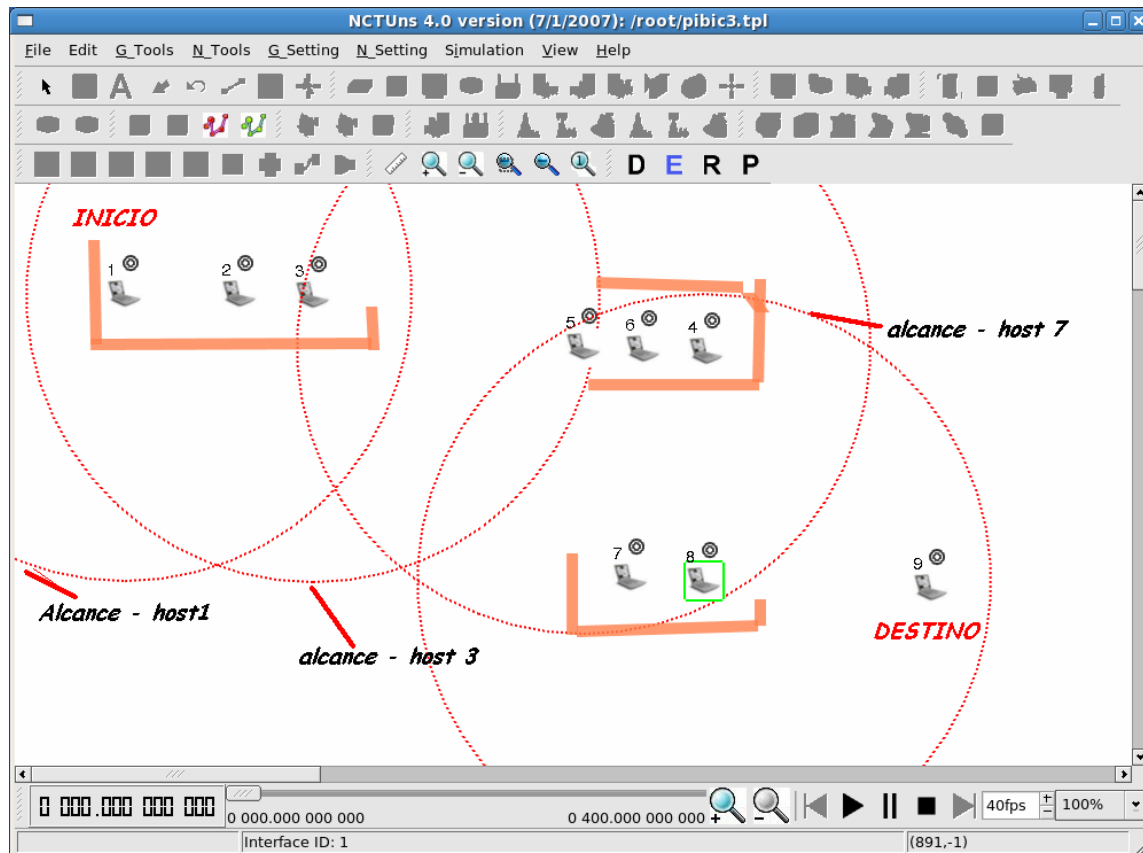 NCTUns 4.0 version (7/1/2007): /root/pibic3.tpl
File Edit G_Tools N_Tools G_Setting N_Setting Simulation View Help
A
D E R P
INICIO
1 2 3
5 6 4
alcance - host 7
7 8 9
Alcance - host1
DESTINO
alcance - host 3
0 000.000 000 000
0 000.000 000 000
0 400.000 000 000
40fps
100%
Interface ID: 1
(891,-1)